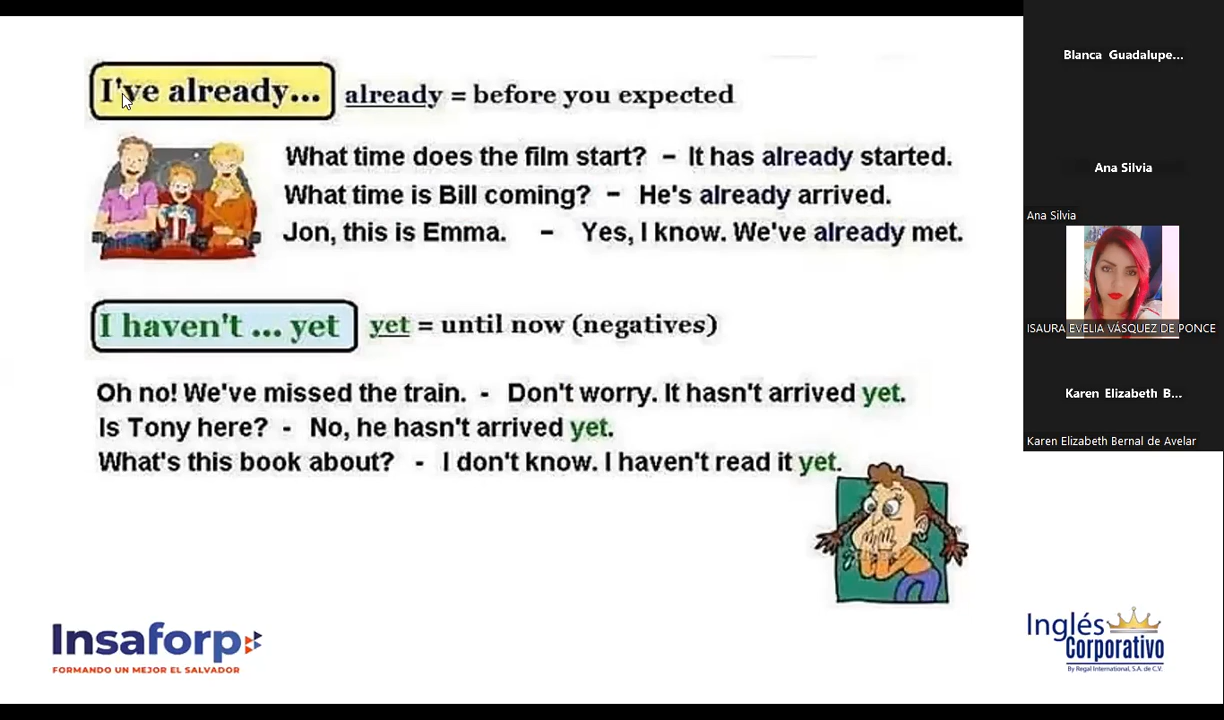 I've already... already = before you expected
What time does the film start? - It has already started.
What time is Bill coming? - He's already arrived.
Jon, this is Emma. - Yes, I know. We've already met.
I haven't ... yet yet = until now (negatives)
Oh no! We've missed the train. - Don't worry. It hasn't arrived yet.
Is Tony here? - No, he hasn't arrived yet.
What's this book about? - I don't know. I haven't read it yet.
Insaforp
FORMANDO UN MEJOR EL SALVADOR
Inglés
Corporativo
By Regal International, S.A. de C.V.
Blanca Guadalupe...
Ana Silvia
Ana Silvia
ISAURA EVELIA VÁSQUEZ DE PONCE
Karen Elizabeth B...
Karen Elizabeth Bernal de Avelar